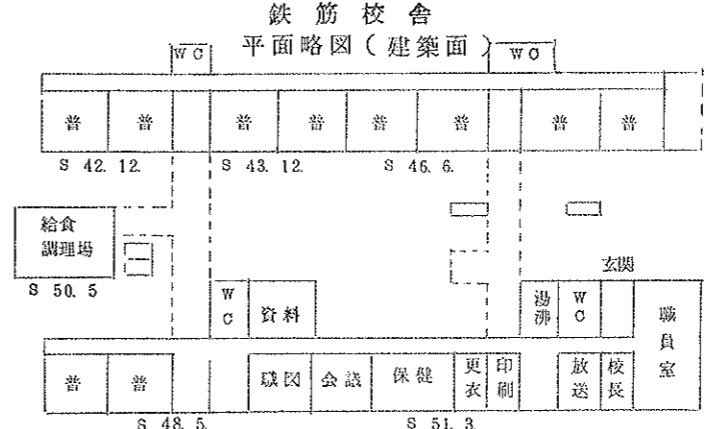 鉄筋校舎
平面略図(建築面)
WC
WC
普 普 普 普 普 普 普 普
S 42. 12.
S 43. 12.
S 46. 6.
給食
調理場
S 50. 5
玄関
WC
資料
湯沸
WC
職員室
普 普
職図
会議
保健
更衣
印刷
放送
校長
S 48. 5.
S 51. 3.